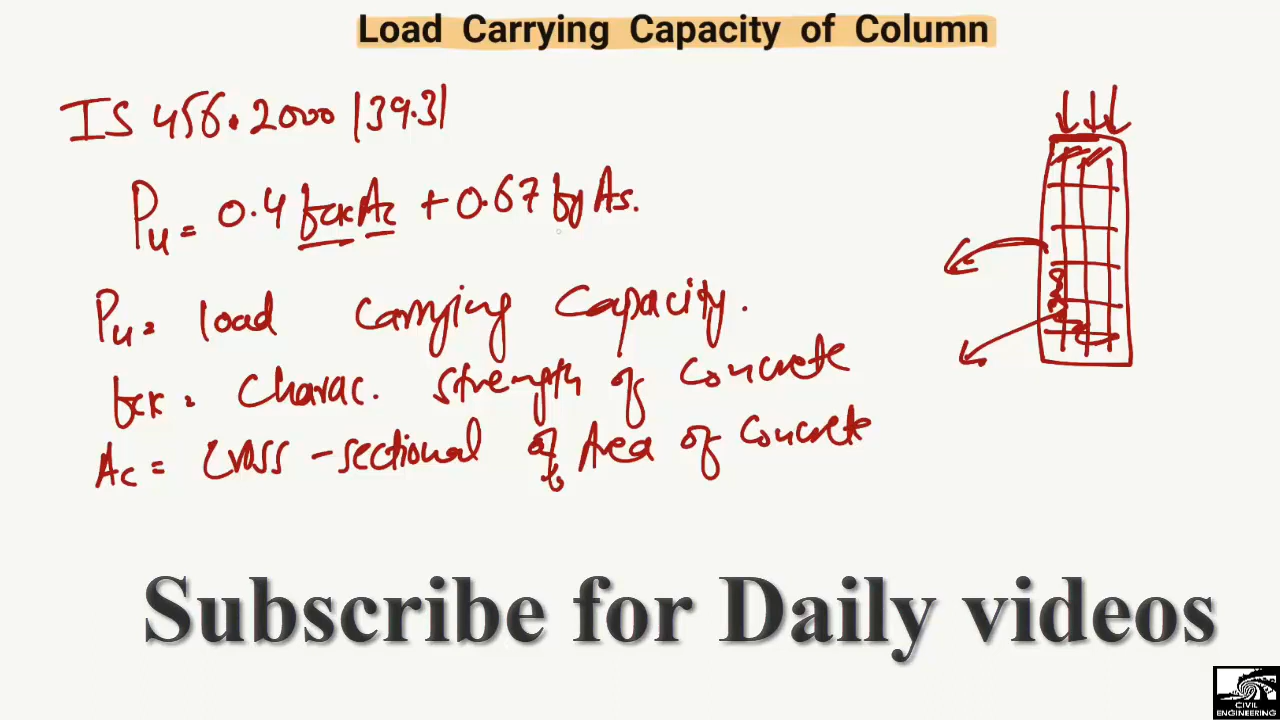 Load Carrying Capacity of Column
IS 456.2000 |39.3|
Pu = 0.4 fck Ac + 0.67 fy As.
Pu = load carrying capacity.
fck = Charac. strength of concrete
Ac = cross-sectional of Area of concrete
Subscribe for Daily videos
CIVIL
ENGINEERING